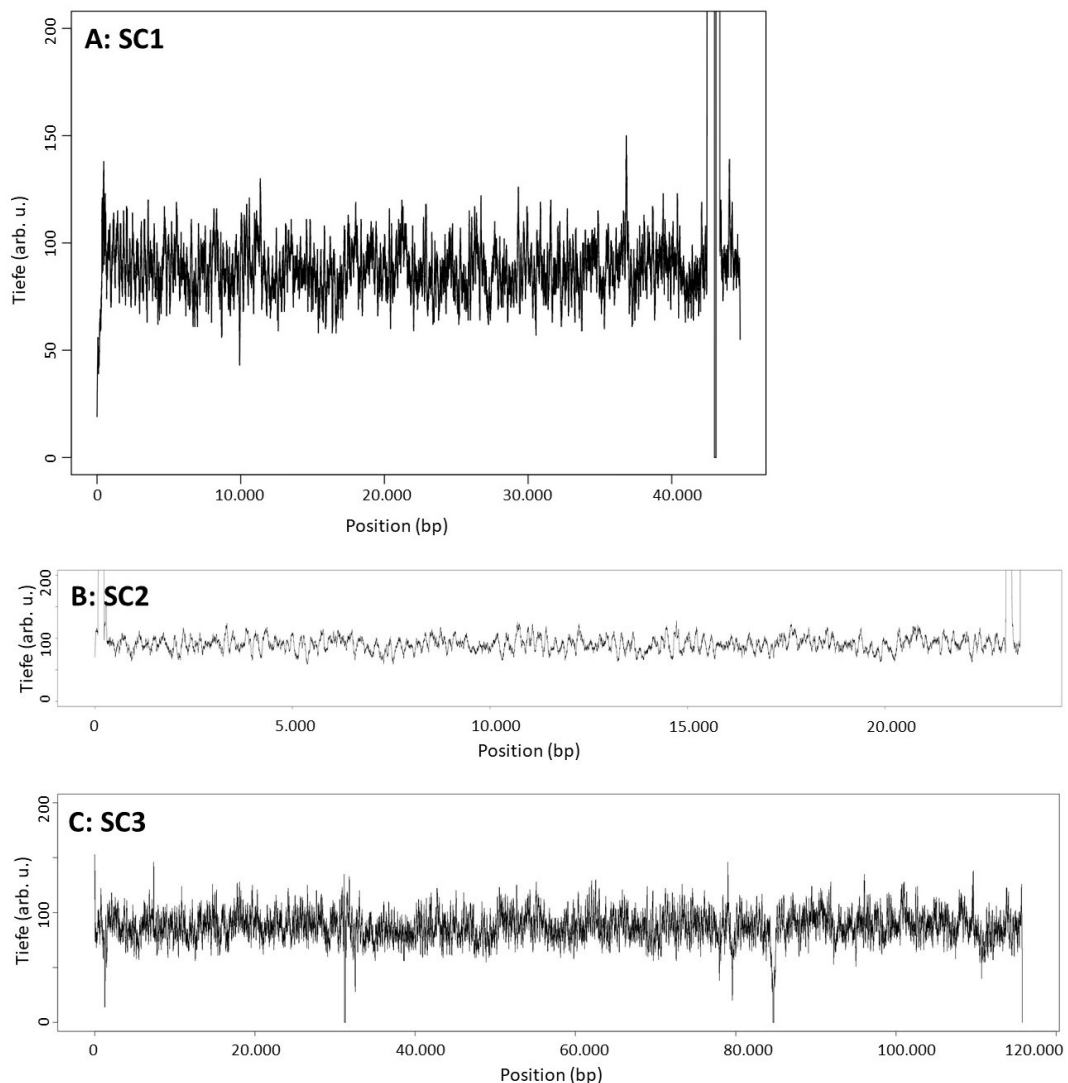 A: SC1
200
150
100
50
0
Tiefe (arb. u.)
0 10.000 20.000 30.000 40.000
Position (bp)
B: SC2
200
100
0
Tiefe (arb. u.)
0 5.000 10.000 15.000 20.000
Position (bp)
C: SC3
200
100
0
Tiefe (arb. u.)
0 20.000 40.000 60.000 80.000 100.000 120.000
Position (bp)